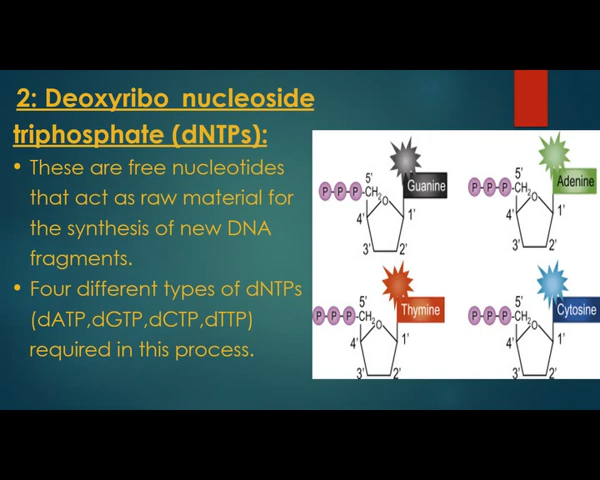 2: Deoxyribo nucleoside
triphosphate (dNTPs):
• These are free nucleotides
that act as raw material for
the synthesis of new DNA
fragments.
• Four different types of dNTPs
(dATP,dGTP,dCTP,dTTP)
required in this process.
Guanine
P P P
5'
CH2
O
4'
1'
3'
2'
Adenine
P P P
5'
CH2
O
4'
1'
3'
2'
Thymine
P P P
5'
CH2
O
4'
1'
3'
2'
Cytosine
P P P
5'
CH2
O
4'
1'
3'
2'